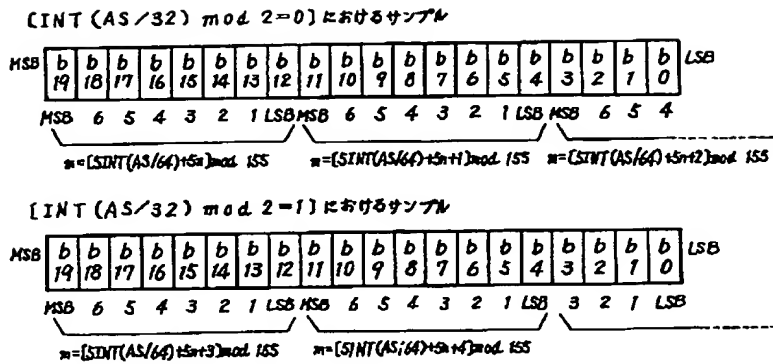 [INT (AS/32) mod 2=0]におけるサンプル
MSB b19 b18 b17 b16 b15 b14 b13 b12 b11 b10 b9 b8 b7 b6 b5 b4 b3 b2 b1 b0 LSB
MSB 6 5 4 3 2 1 LSB MSB 6 5 4 3 2 1 LSB MSB 6 5 4
m=[5INT(AS/64)+5n]mod 155 m=[5INT(AS/64)+5n+1]mod 155 m=[5INT(AS/64)+5n+2]mod 155
[INT (AS/32) mod 2=1]におけるサンプル
MSB b19 b18 b17 b16 b15 b14 b13 b12 b11 b10 b9 b8 b7 b6 b5 b4 b3 b2 b1 b0 LSB
MSB 6 5 4 3 2 1 LSB MSB 6 5 4 3 2 1 LSB 3 2 1 LSB
m=[5INT(AS/64)+5n+3]mod 155 m=[5INT(AS/64)+5n+4]mod 155